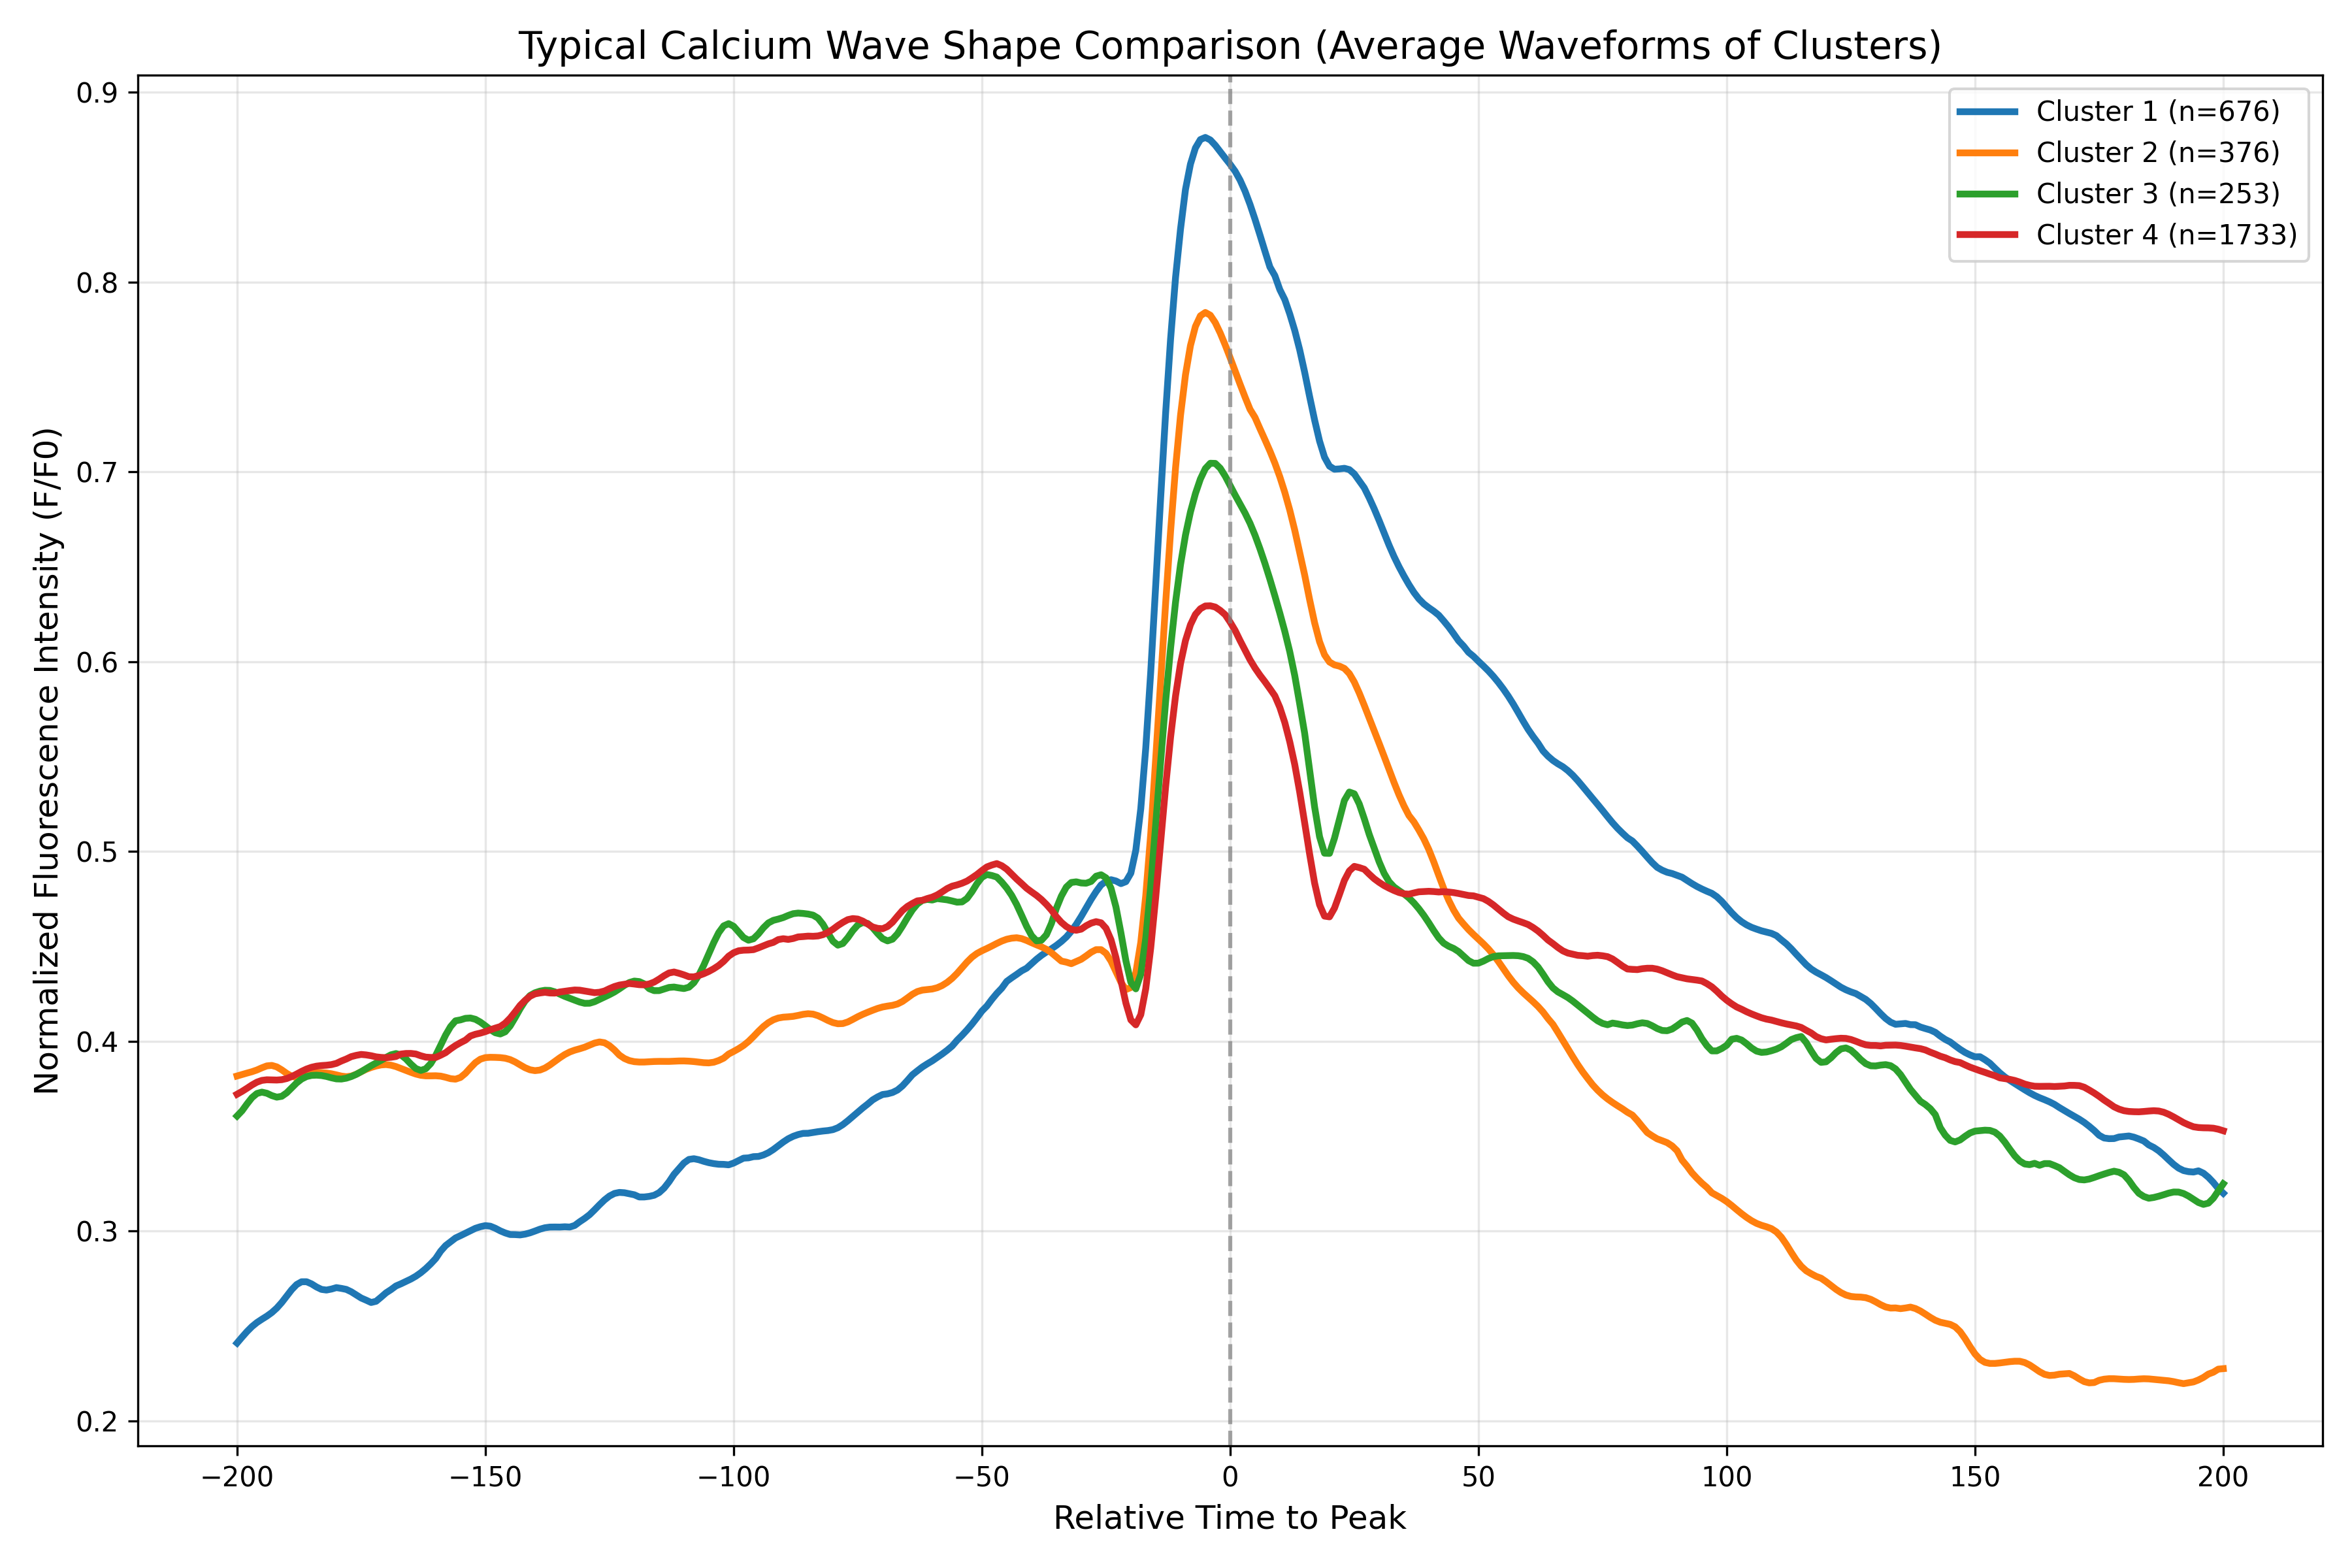 Typical Calcium Wave Shape Comparison (Average Waveforms of Clusters)
Cluster 1 (n=676)
Cluster 2 (n=376)
Cluster 3 (n=253)
Cluster 4 (n=1733)
Normalized Fluorescence Intensity (F/F0)
0.9
0.8
0.7
0.6
0.5
0.4
0.3
0.2
−200 −150 −100 −50 0 50 100 150 200
Relative Time to Peak